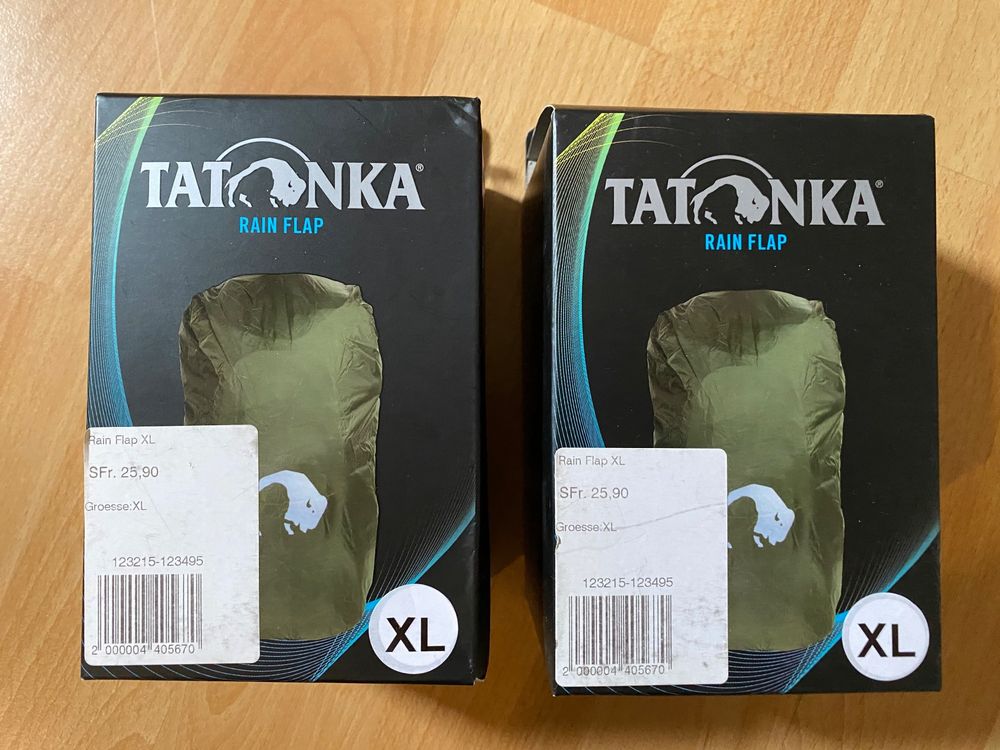 TATONKA®
RAIN FLAP
Rain Flap XL
SFr. 25,90
Groesse:XL
123215-123495
2 000004 405670
XL
TATONKA®
RAIN FLAP
Rain Flap XL
SFr. 25,90
Groesse:XL
123215-123495
2 000004 405670
XL